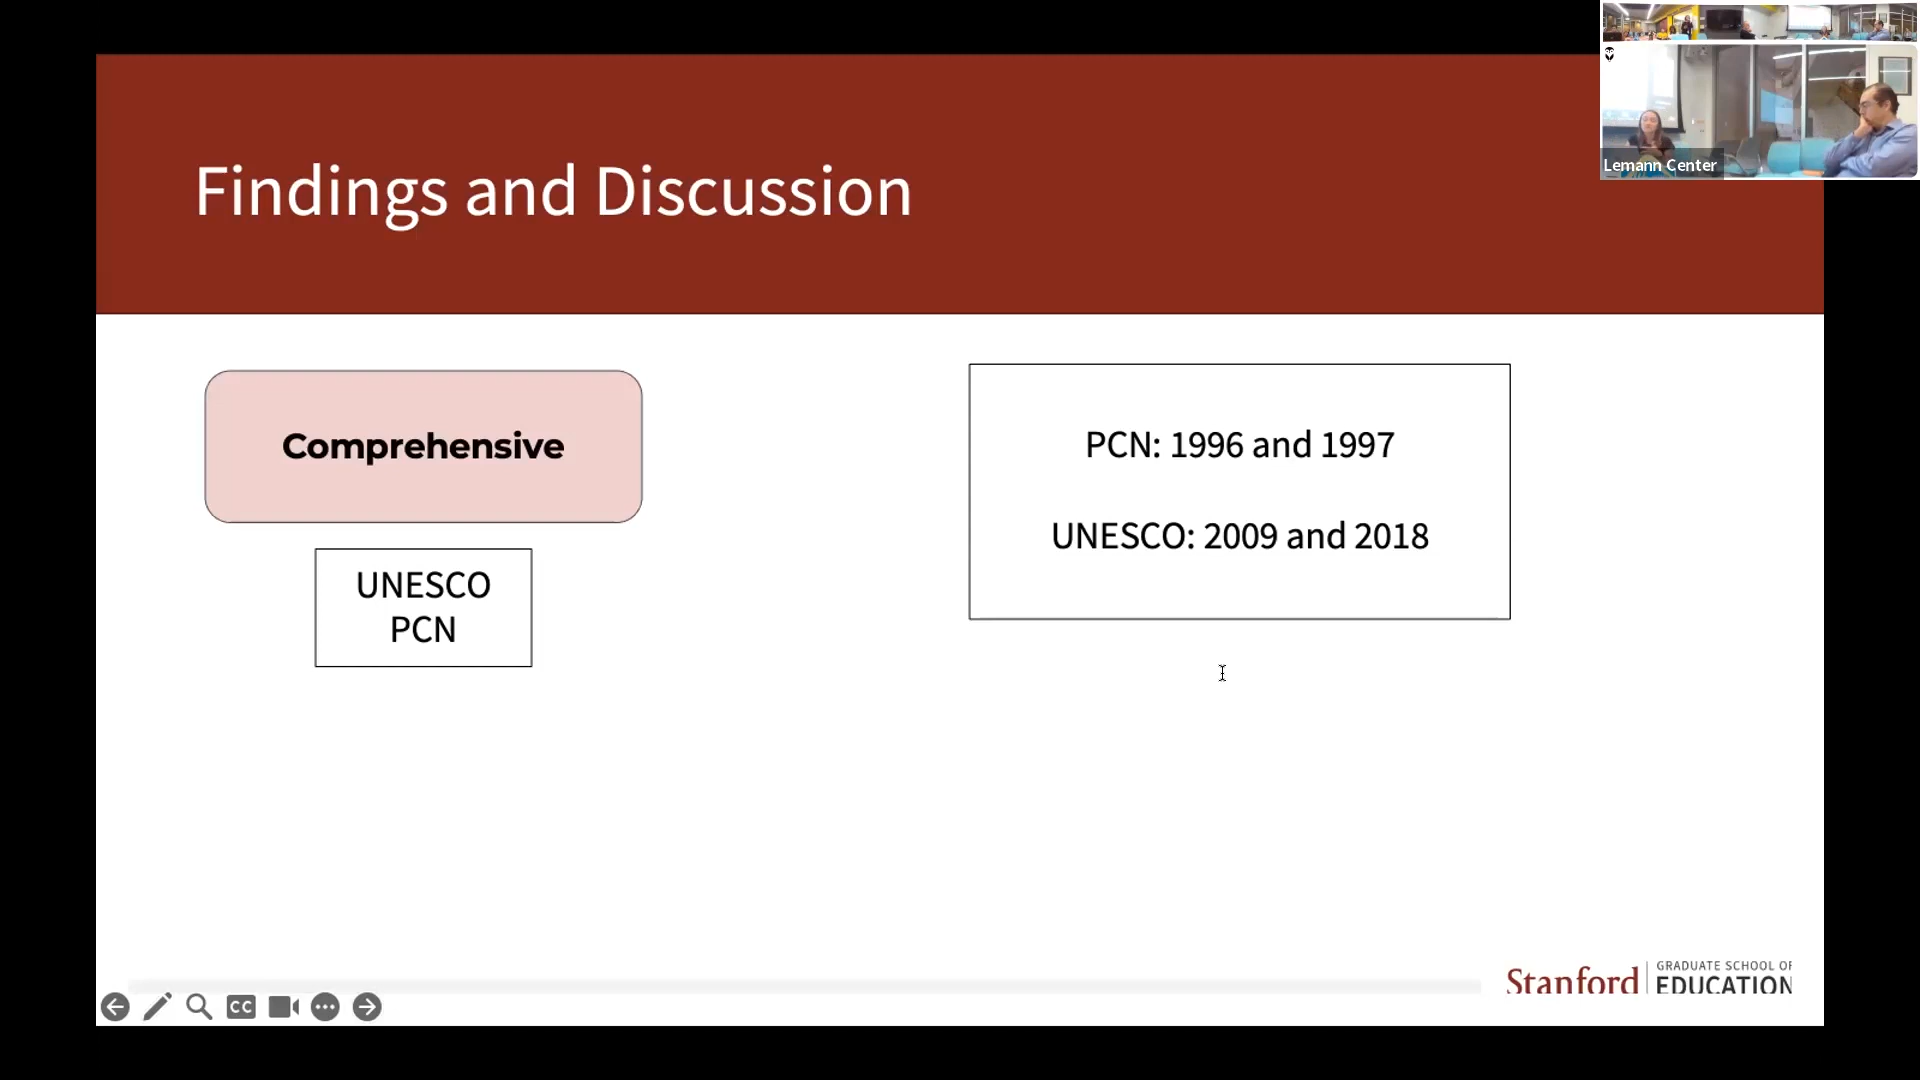 Findings and Discussion
Lemann Center
Comprehensive
UNESCO
PCN
PCN: 1996 and 1997
UNESCO: 2009 and 2018
CC
Stanford
GRADUATE SCHOOL OF
EDUCATION